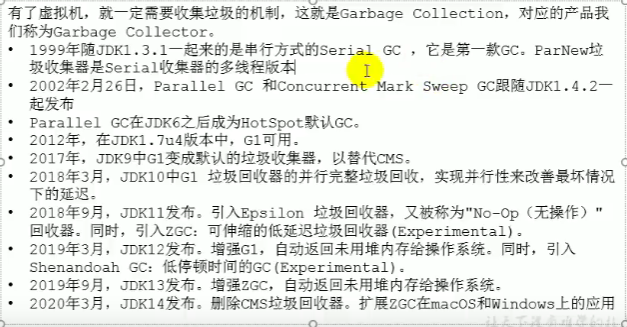 有了虚拟机，就一定需要收集垃圾的机制，这就是Garbage Collection，对应的产品我
们称为Garbage Collector.
• 1999年随JDK1.3.1一起来的是串行方式的Serial GC ，它是第一款GC。ParNew垃
圾收集器是Serial收集器的多线程版本
• 2002年2月26日，Parallel GC 和Concurrent Mark Sweep GC跟随JDK1.4.2一
起发布
• Parallel GC在JDK6之后成为HotSpot默认GC。
• 2012年，在JDK1.7u4版本中，G1可用。
• 2017年，JDK9中G1变成默认的垃圾收集器，以替代CMS。
• 2018年3月，JDK10中G1 垃圾回收器的并行完整垃圾回收，实现并行性来改善最坏情况
下的延迟。
• 2018年9月，JDK11发布。引入Epsilon 垃圾回收器，又被称为"No-Op（无操作）"
回收器。同时，引入ZGC：可伸缩的低延迟垃圾回收器(Experimental)。
• 2019年3月，JDK12发布。增强G1，自动返回未用堆内存给操作系统。同时，引入
Shenandoah GC：低停顿时间的GC(Experimental)。
• 2019年9月，JDK13发布。增强ZGC，自动返回未用堆内存给操作系统。
• 2020年3月，JDK14发布。删除CMS垃圾回收器。扩展ZGC在macOS和Windows上的应用